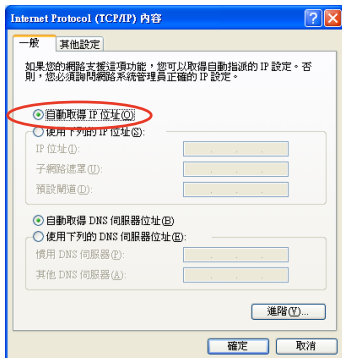 Internet Protocol (TCP/IP) 內容
一般
其他設定
如果您的網路支援這項功能，您可以取得自動指派的 IP 設定。否
則，您必須詢問網路系統管理員正確的 IP 設定。
自動取得 IP 位址(O)
使用下列的 IP 位址(S):
IP 位址(I):
子網路遮罩(U):
預設閘道(D):
自動取得 DNS 伺服器位址(B)
使用下列的 DNS 伺服器位址(E):
慣用 DNS 伺服器(P):
其他 DNS 伺服器(A):
進階(V)...
確定
取消